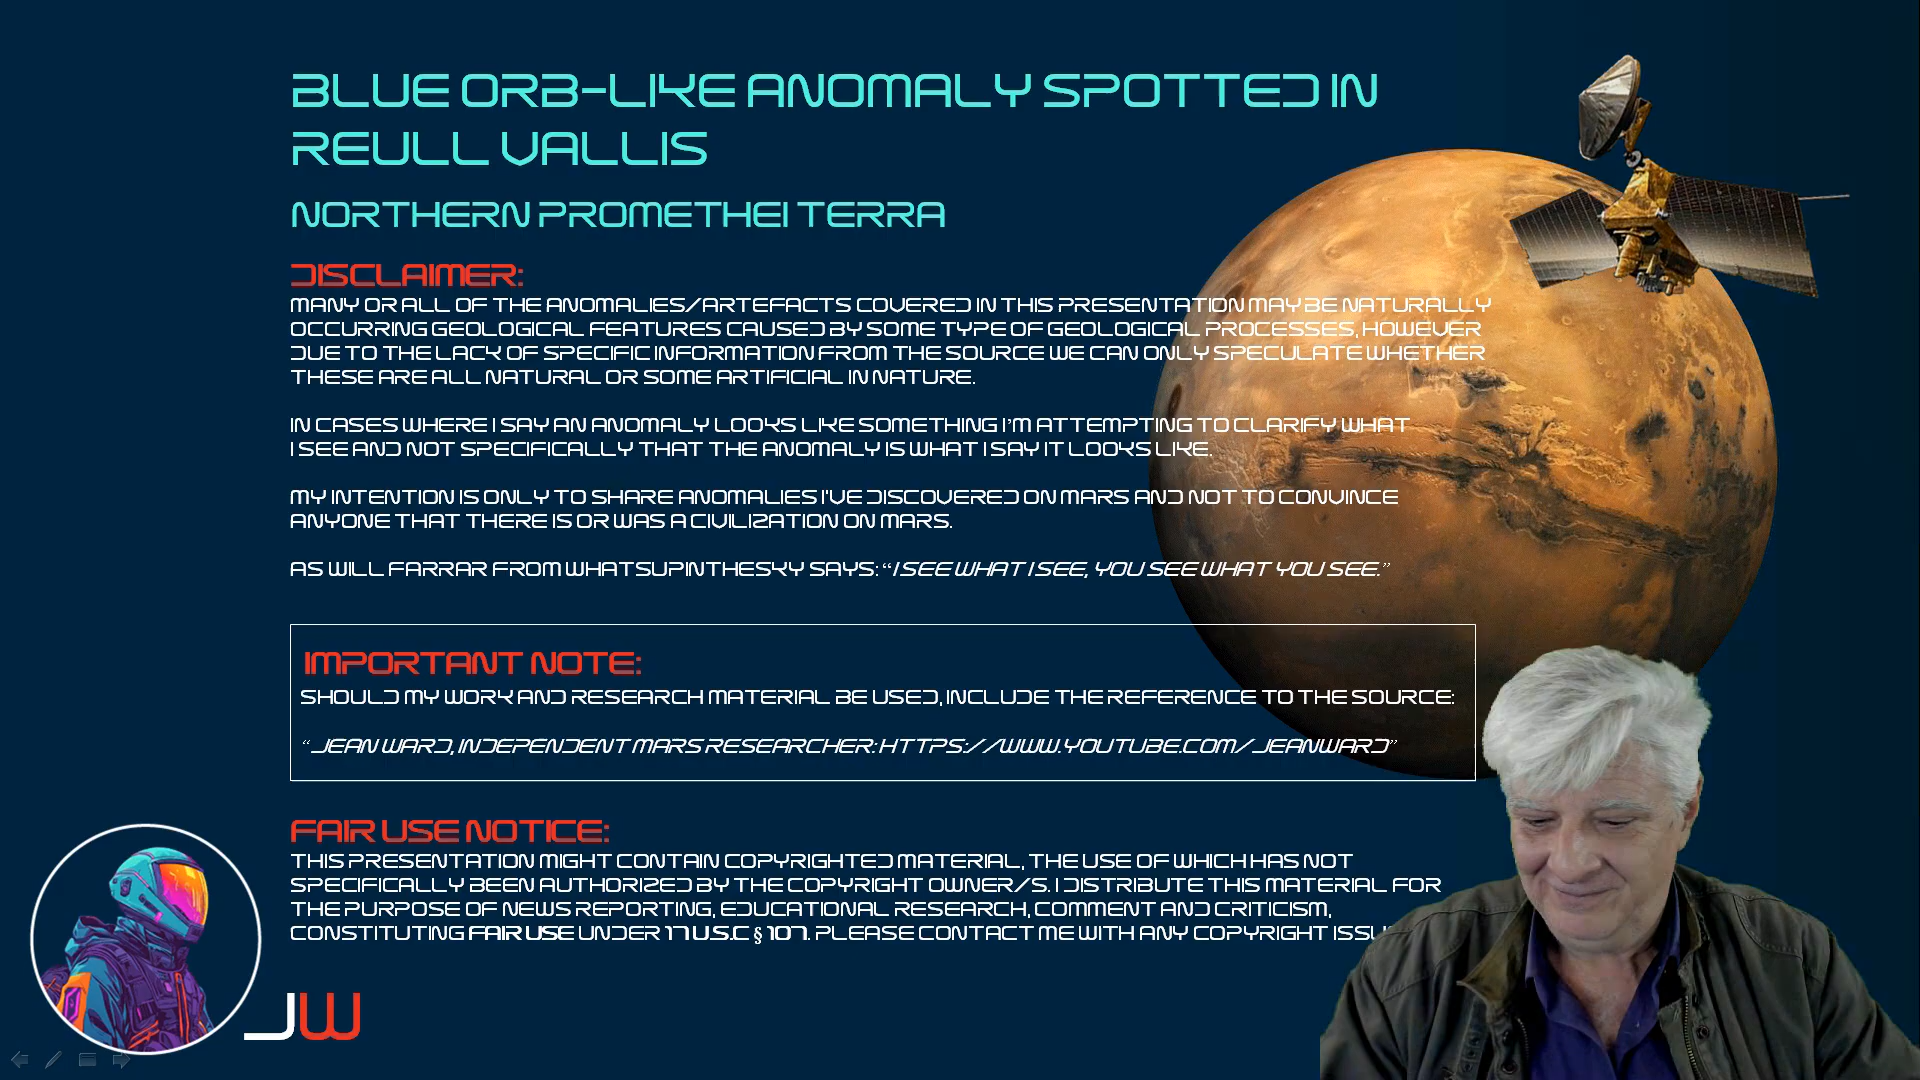 BLUE ORB-LIKE ANOMALY SPOTTED IN
REULL VALLIS
NORTHERN PROMETHEI TERRA
DISCLAIMER:
MANY OR ALL OF THE ANOMALIES/ARTEFACTS COVERED IN THIS PRESENTATION MAY BE NATURALLY
OCCURRING GEOLOGICAL FEATURES CAUSED BY SOME TYPE OF GEOLOGICAL PROCESSES, HOWEVER
DUE TO THE LACK OF SPECIFIC INFORMATION FROM THE SOURCE WE CAN ONLY SPECULATE WHETHER
THESE ARE ALL NATURAL OR SOME ARTIFICIAL IN NATURE.
IN CASES WHERE I SAY AN ANOMALY LOOKS LIKE SOMETHING I'M ATTEMPTING TO CLARIFY WHAT
I SEE AND NOT SPECIFICALLY THAT THE ANOMALY IS WHAT I SAY IT LOOKS LIKE.
MY INTENTION IS ONLY TO SHARE ANOMALIES I'VE DISCOVERED ON MARS AND NOT TO CONVINCE
ANYONE THAT THERE IS OR WAS A CIVILIZATION ON MARS.
AS WILL FARRAR FROM WHATSUPINTHESKY SAYS: “I SEE WHAT I SEE, YOU SEE WHAT YOU SEE.”
IMPORTANT NOTE:
SHOULD MY WORK AND RESEARCH MATERIAL BE USED, INCLUDE THE REFERENCE TO THE SOURCE:
“JEAN WARD, INDEPENDENT MARS RESEARCHER: HTTPS://WWW.YOUTUBE.COM/JEANWARD”
FAIR USE NOTICE:
THIS PRESENTATION MIGHT CONTAIN COPYRIGHTED MATERIAL, THE USE OF WHICH HAS NOT
SPECIFICALLY BEEN AUTHORIZED BY THE COPYRIGHT OWNER/S. I DISTRIBUTE THIS MATERIAL FOR
THE PURPOSE OF NEWS REPORTING, EDUCATIONAL RESEARCH, COMMENT AND CRITICISM,
CONSTITUTING FAIR USE UNDER 17 U.S.C § 107. PLEASE CONTACT ME WITH ANY COPYRIGHT
JW